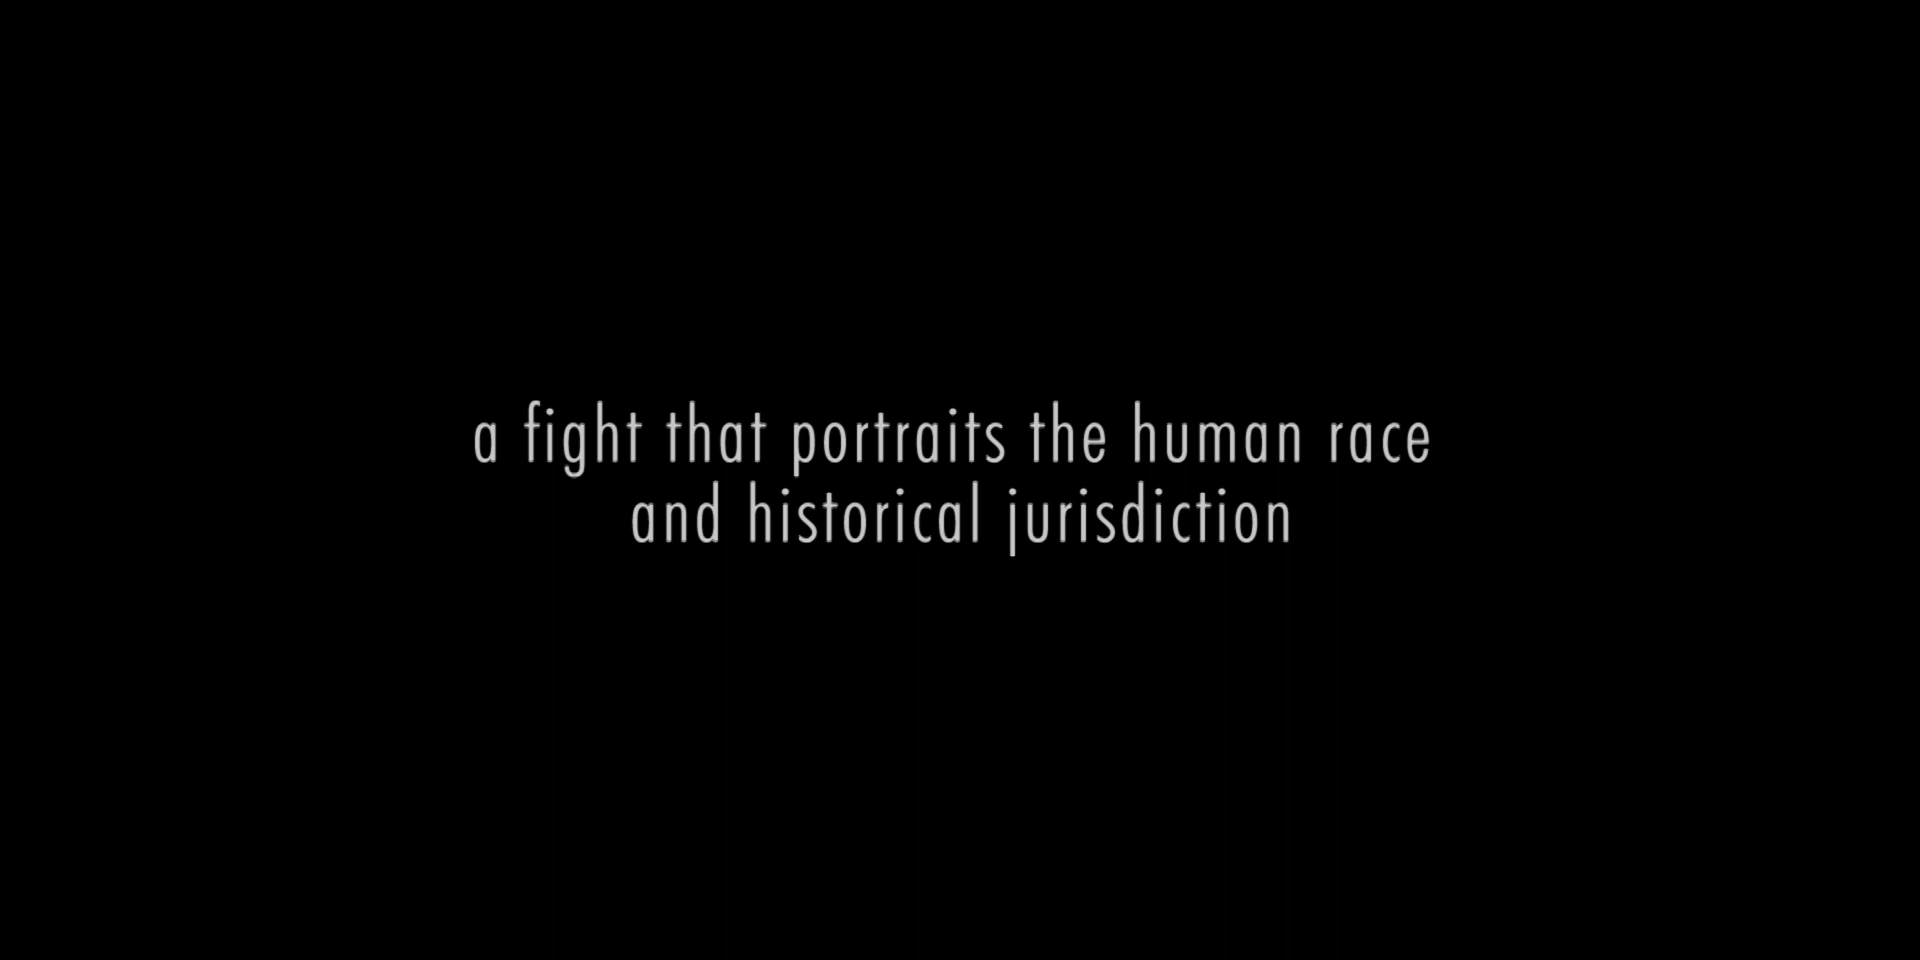 a fight that portraits the human race
and historical jurisdiction